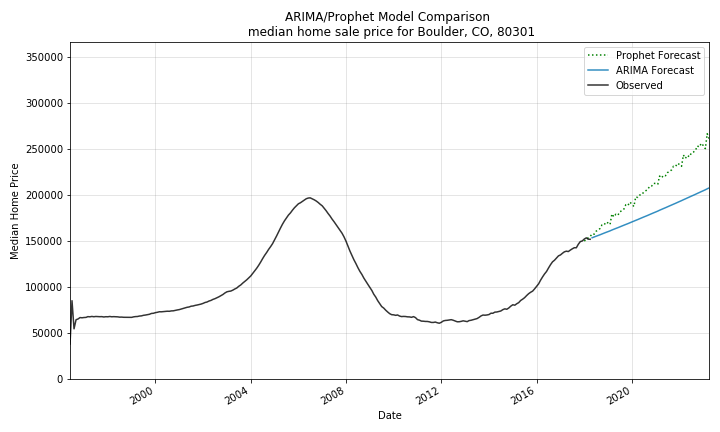 ARIMA/Prophet Model Comparison
median home sale price for Boulder, CO, 80301
350000
300000
250000
200000
150000
100000
50000
0
Median Home Price
Prophet Forecast
ARIMA Forecast
Observed
2000
2004
2008
2012
2016
2020
Date